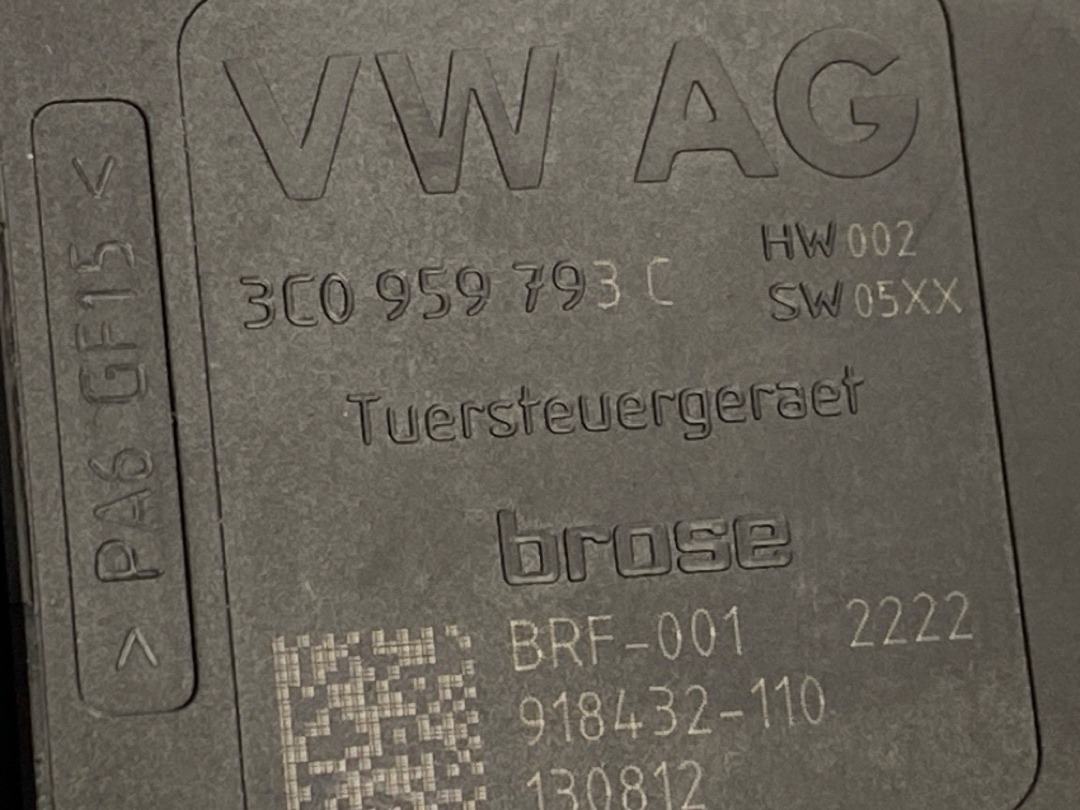 VW AG
3C0 959 793 C
HW 002
SW 05XX
Tuersteuergeraet
brose
BRF-001 2222
918432-110
130812
> PA6 GF15 <